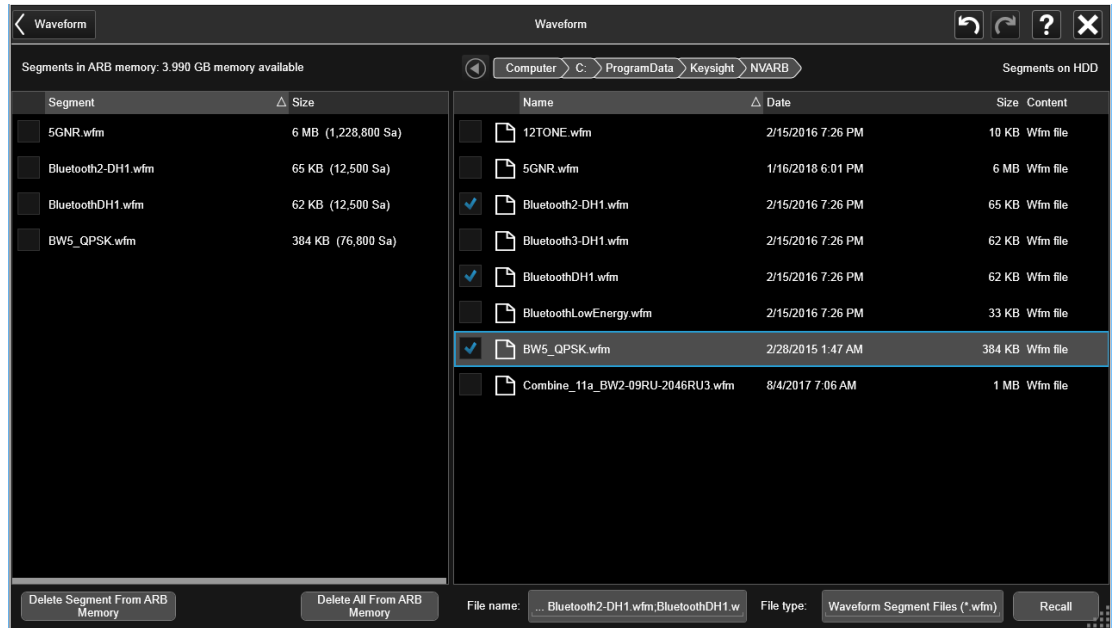 Waveform Waveform ?
Segments in ARB memory: 3.990 GB memory available Computer C: ProgramData Keysight NVARB Segments on HDD
Segment Size Name Date Size Content
5GNR.wfm 6 MB (1,228,800 Sa) 12TONE.wfm 2/15/2016 7:26 PM 10 KB Wfm file
Bluetooth2-DH1.wfm 65 KB (12,500 Sa) 5GNR.wfm 1/16/2018 6:01 PM 6 MB Wfm file
BluetoothDH1.wfm 62 KB (12,500 Sa) Bluetooth2-DH1.wfm 2/15/2016 7:26 PM 65 KB Wfm file
BW5_QPSK.wfm 384 KB (76,800 Sa) Bluetooth3-DH1.wfm 2/15/2016 7:26 PM 62 KB Wfm file
BluetoothDH1.wfm 2/15/2016 7:26 PM 62 KB Wfm file
BluetoothLowEnergy.wfm 2/15/2016 7:26 PM 33 KB Wfm file
BW5_QPSK.wfm 2/28/2015 1:47 AM 384 KB Wfm file
Combine_11a_BW2-09RU-2046RU3.wfm 8/4/2017 7:06 AM 1 MB Wfm file
Delete Segment From ARB Delete All From ARB
Memory Memory
File name: ... Bluetooth2-DH1.wfm;BluetoothDH1.w File type: Waveform Segment Files (*.wfm) Recall